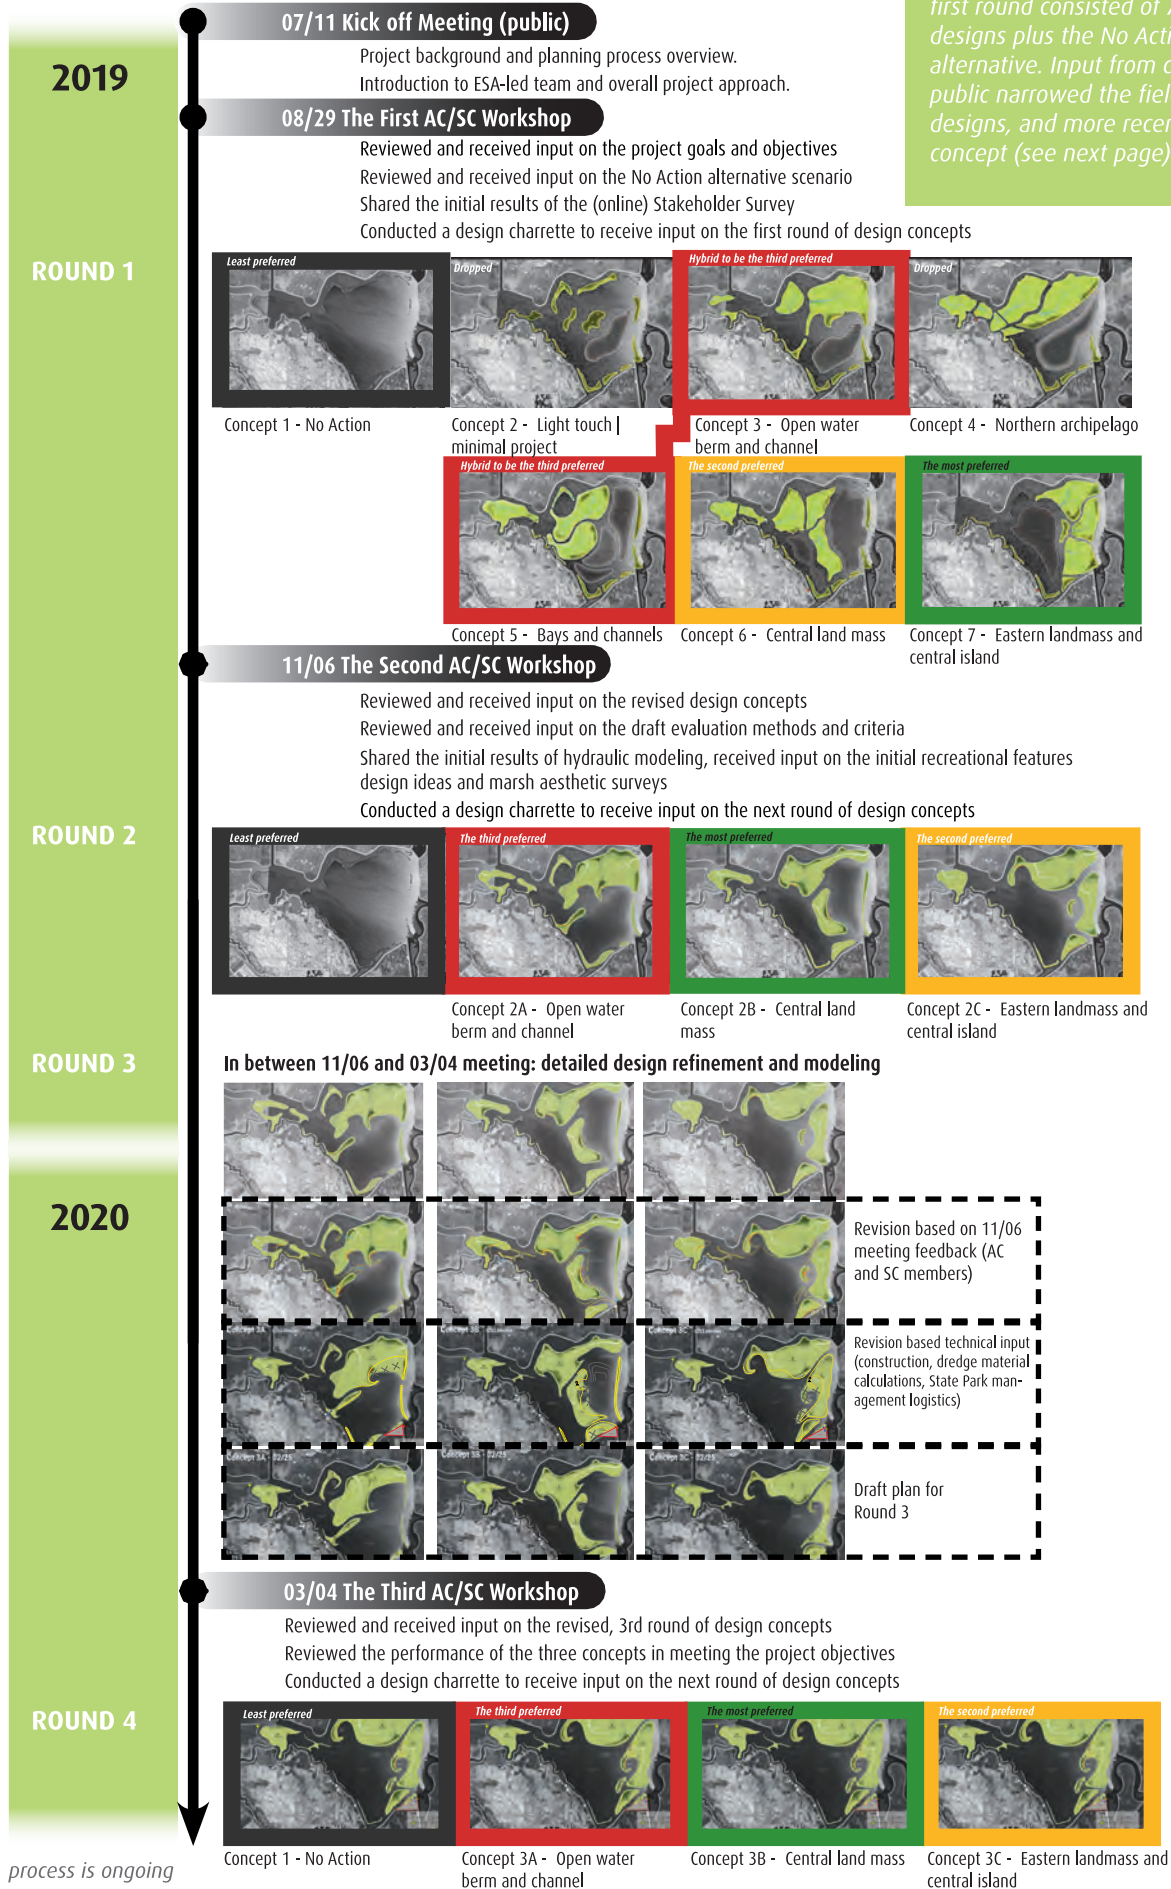 first round consisted of
designs plus the No Acti
alternative. Input from
public narrowed the fiel
designs, and more recen
concept (see next page)
07/11 Kick off Meeting (public)
Project background and planning process overview.
Introduction to ESA-led team and overall project approach.
2019
08/29 The First AC/SC Workshop
Reviewed and received input on the project goals and objectives
Reviewed and received input on the No Action alternative scenario
Shared the initial results of the (online) Stakeholder Survey
Conducted a design charrette to receive input on the first round of design concepts
ROUND 1
Least preferred
Dropped
Hybrid to be the third preferred
Dropped
Concept 1 - No Action
Concept 2 - Light touch |
minimal project
Concept 3 - Open water
berm and channel
Concept 4 - Northern archipelago
Hybrid to be the third preferred
The second preferred
The most preferred
Concept 5 - Bays and channels
Concept 6 - Central land mass
Concept 7 - Eastern landmass and
central island
11/06 The Second AC/SC Workshop
Reviewed and received input on the revised design concepts
Reviewed and received input on the draft evaluation methods and criteria
Shared the initial results of hydraulic modeling, received input on the initial recreational features
design ideas and marsh aesthetic surveys
Conducted a design charrette to receive input on the next round of design concepts
ROUND 2
Least preferred
The third preferred
The most preferred
The second preferred
Concept 2A - Open water
berm and channel
Concept 2B - Central land
mass
Concept 2C - Eastern landmass and
central island
ROUND 3
In between 11/06 and 03/04 meeting: detailed design refinement and modeling
2020
Revision based on 11/06
meeting feedback (AC
and SC members)
Concept 3A
Concept 3B
Concept 3C
Revision based technical input
(construction, dredge material
calculations, State Park man-
agement logistics)
Concept 3A - 02/25
Concept 3B - 02/25
Concept 3C - 02/25
Draft plan for
Round 3
03/04 The Third AC/SC Workshop
Reviewed and received input on the revised, 3rd round of design concepts
Reviewed the performance of the three concepts in meeting the project objectives
Conducted a design charrette to receive input on the next round of design concepts
ROUND 4
Least preferred
The third preferred
The most preferred
The second preferred
Concept 1 - No Action
Concept 3A - Open water
berm and channel
Concept 3B - Central land mass
Concept 3C - Eastern landmass and
central island
process is ongoing